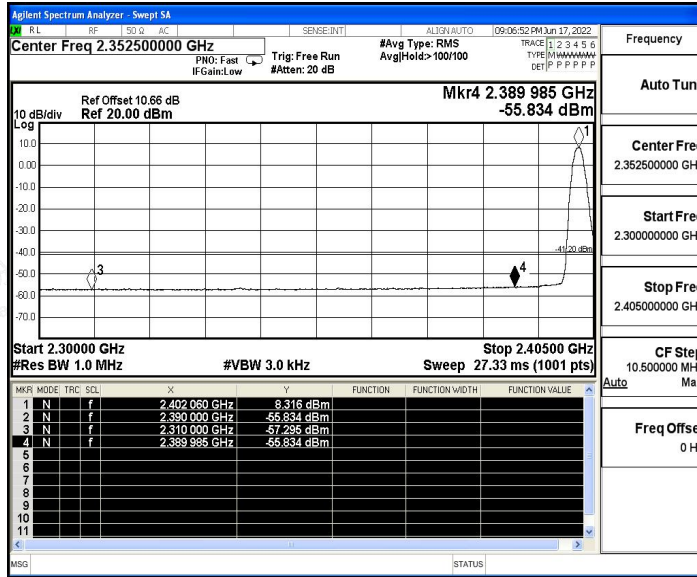 Agilent Spectrum Analyzer - Swept SA
LXI RL RF 50 Ω AC SENSE:INT ALIGN AUTO 09:06:52 PM Jun 17, 2022
Center Freq 2.352500000 GHz
PNO: Fast
IFGain:Low
Trig: Free Run
#Atten: 20 dB
#Avg Type: RMS
Avg|Hold:>100/100
TRACE 1 2 3 4 5 6
TYPE M W W W W W
DET P P P P P P
Ref Offset 10.66 dB
10 dB/div Ref 20.00 dBm
Log
Mkr4 2.389 985 GHz
-55.834 dBm
10.0
0.00
-10.0
-20.0
-30.0
-40.0
-50.0
-60.0
-70.0
1
-41.20 dBm
3
4
Start 2.30000 GHz Stop 2.40500 GHz
#Res BW 1.0 MHz #VBW 3.0 kHz Sweep 27.33 ms (1001 pts)
MKR MODE TRC SCL X Y FUNCTION FUNCTION WIDTH FUNCTION VALUE
1 N f 2.402 060 GHz 8.316 dBm
2 N f 2.390 000 GHz -55.834 dBm
3 N f 2.310 000 GHz -57.295 dBm
4 N f 2.389 985 GHz -55.834 dBm
5
6
7
8
9
10
11
MSG STATUS
Frequency
Auto Tun
Center Fre
2.352500000 GH
Start Fre
2.300000000 GH
Stop Fre
2.405000000 GH
CF Ste
10.500000 MH
Auto Ma
Freq Offse
0 H